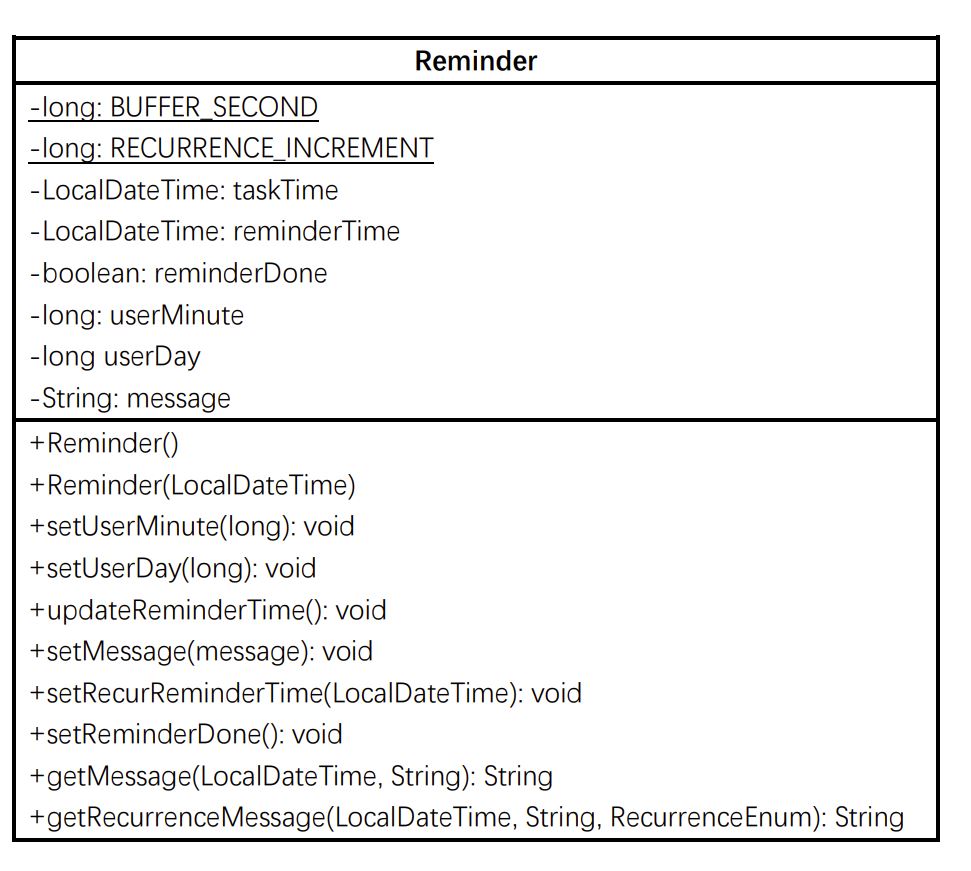 Reminder
-long: BUFFER_SECOND
-long: RECURRENCE_INCREMENT
-LocalDateTime: taskTime
-LocalDateTime: reminderTime
-boolean: reminderDone
-long: userMinute
-long userDay
-String: message
+Reminder()
+Reminder(LocalDateTime)
+setUserMinute(long): void
+setUserDay(long): void
+updateReminderTime(): void
+setMessage(message): void
+setRecurReminderTime(LocalDateTime): void
+setReminderDone(): void
+getMessage(LocalDateTime, String): String
+getRecurrenceMessage(LocalDateTime, String, RecurrenceEnum): String